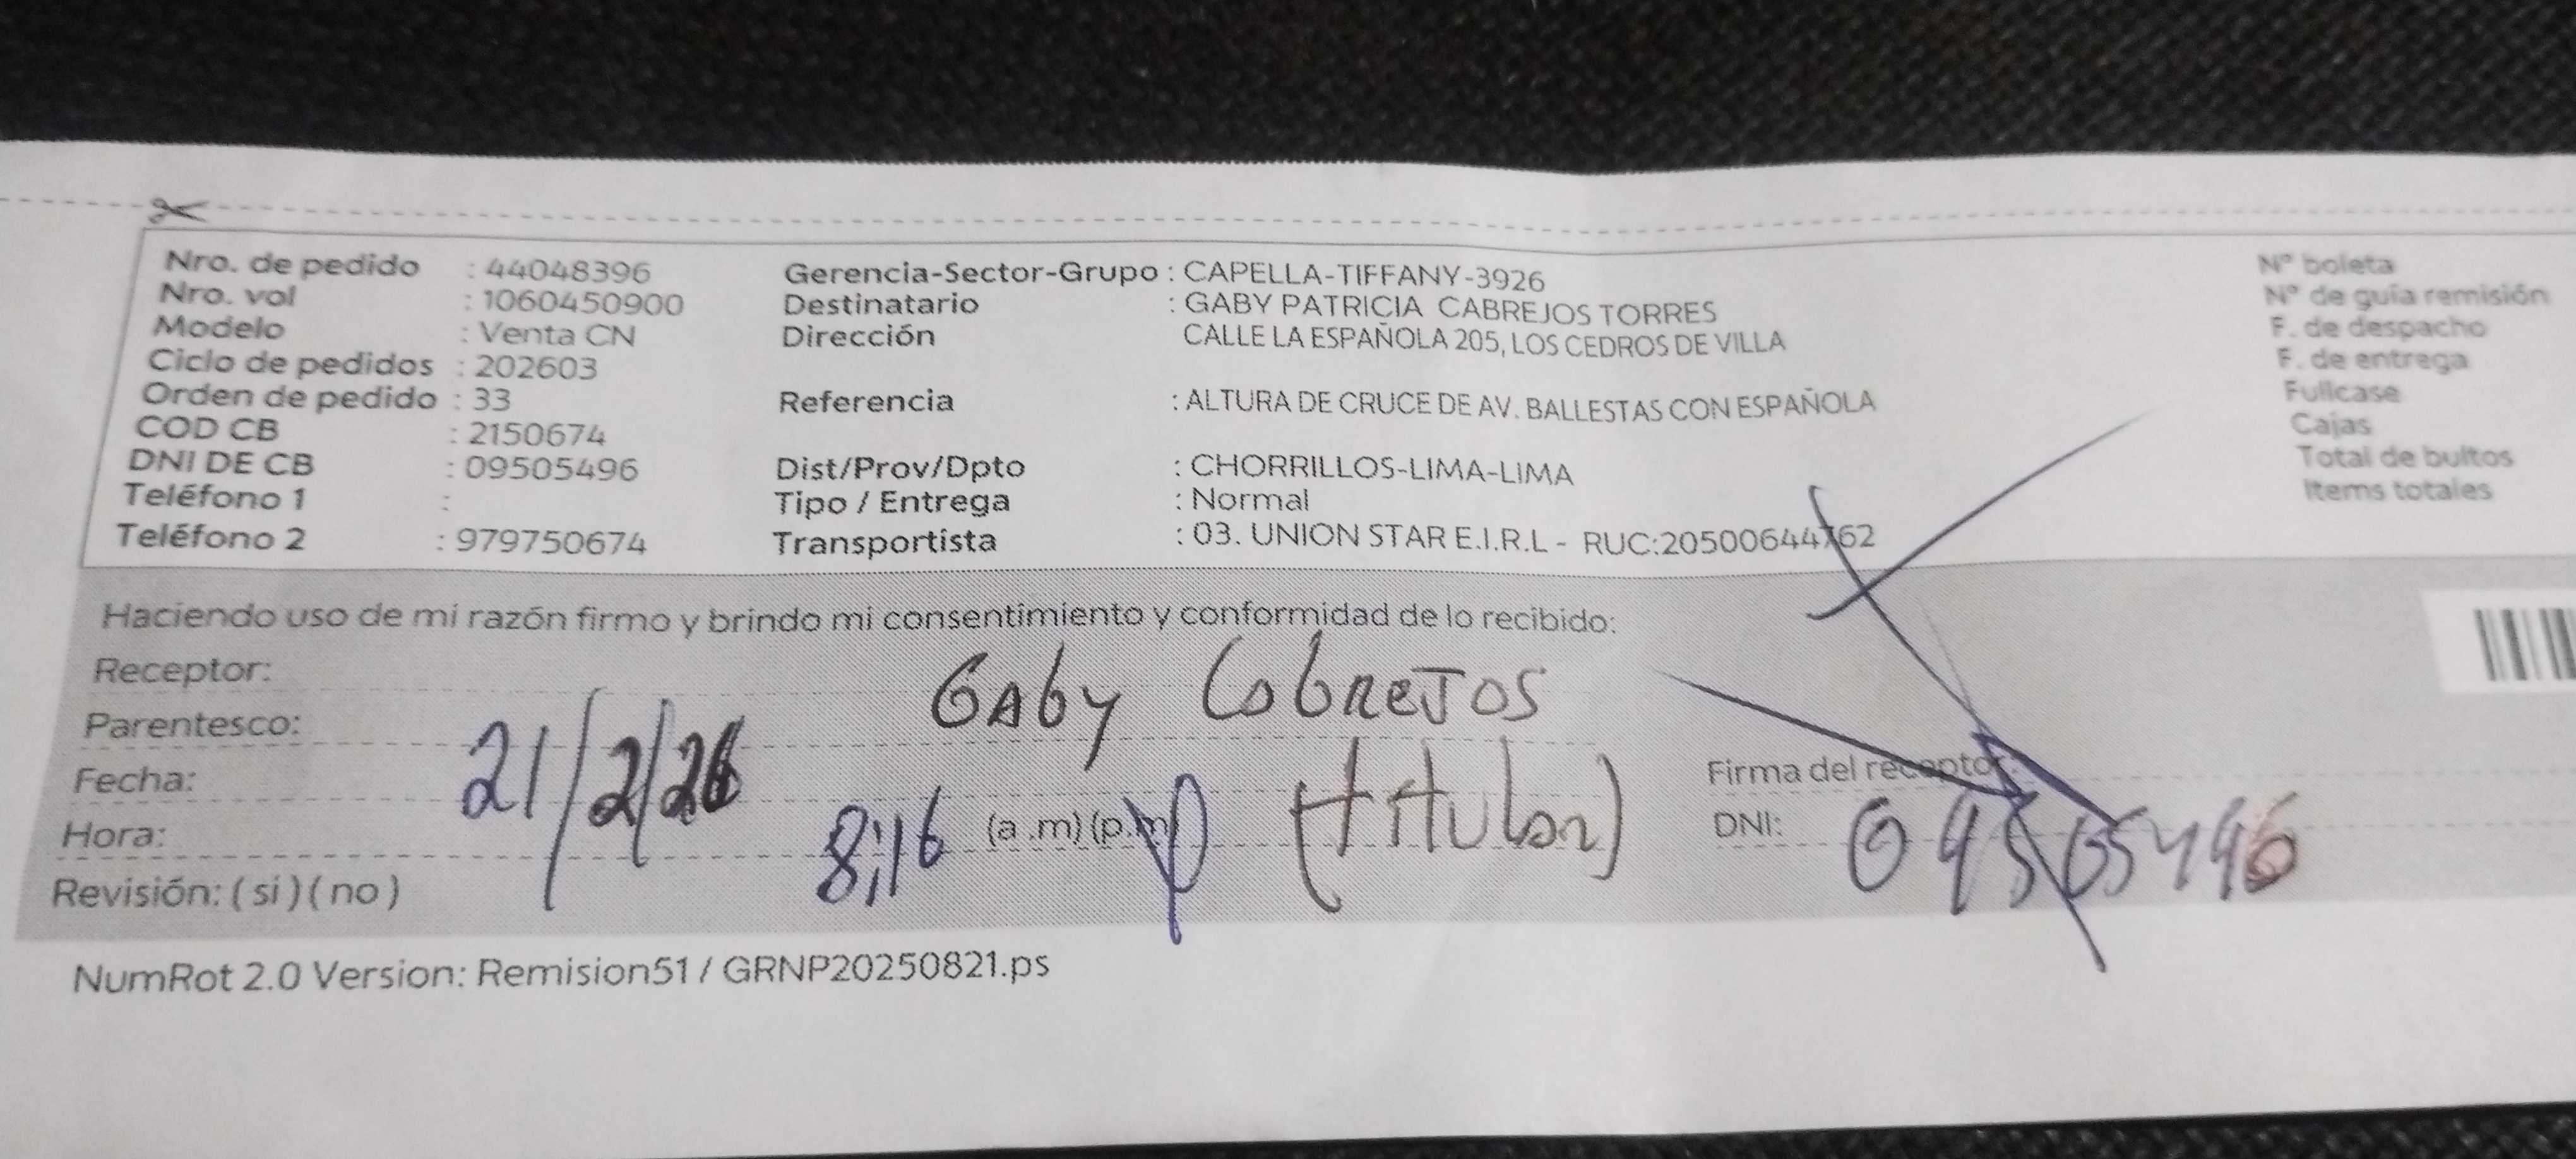 Nro. de pedido : 44048396
Nro. vol : 1060450900
Modelo : Venta CN
Ciclo de pedidos : 202603
Orden de pedido : 33
COD CB : 2150674
DNI DE CB : 09505496
Teléfono 1 :
Teléfono 2 : 979750674
Gerencia-Sector-Grupo : CAPELLA-TIFFANY-3926
Destinatario : GABY PATRICIA CABREJOS TORRES
Dirección CALLE LA ESPAÑOLA 205, LOS CEDROS DE VILLA
Referencia : ALTURA DE CRUCE DE AV. BALLESTAS CON ESPAÑOLA
Dist/Prov/Dpto : CHORRILLOS-LIMA-LIMA
Tipo / Entrega : Normal
Transportista : 03. UNION STAR E.I.R.L - RUC:20500644762
N° boleta
N° de guía remisión
F. de despacho
F. de entrega
Fullcase
Cajas
Total de bultos
Items totales
Haciendo uso de mi razón firmo y brindo mi consentimiento y conformidad de lo recibido:
Receptor: Gaby Cabrejos
Parentesco: (titular)
Fecha: 21/2/26
Hora: 8:16 (a.m) (p.m) p
Revisión: ( si ) ( no )
Firma del receptor:
DNI: 09505496
NumRot 2.0 Version: Remision51 / GRNP20250821.ps